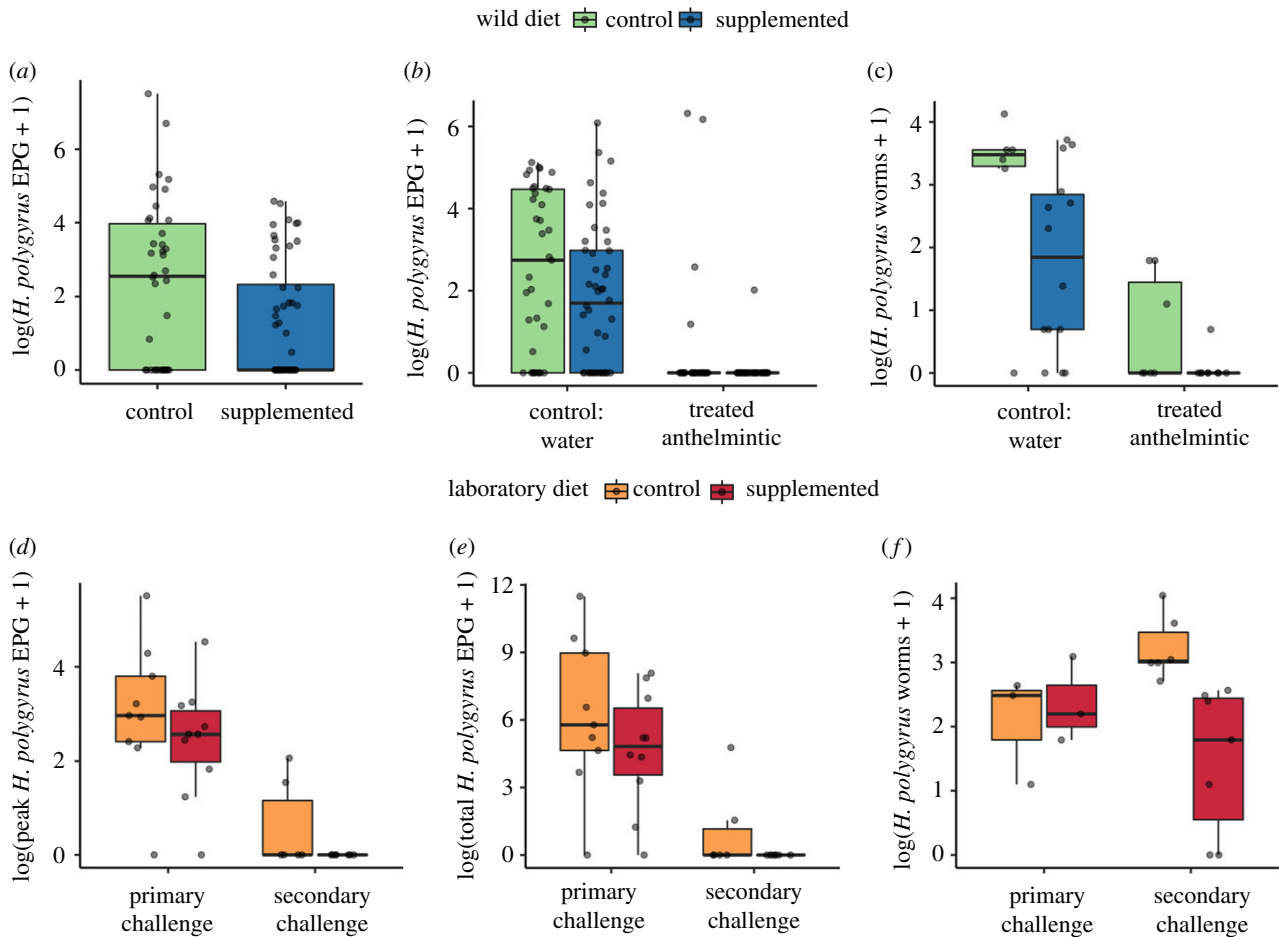 wild diet control supplemented
(a)
log(H. polygyrus EPG + 1)
6
4
2
0
control supplemented
(b)
log(H. polygyrus EPG + 1)
6
4
2
0
control: treated
water anthelmintic
(c)
log(H. polygyrus worms + 1)
4
3
2
1
0
control: treated
water anthelmintic
laboratory diet control supplemented
(d)
log(peak H. polygyrus EPG + 1)
4
2
0
primary secondary
challenge challenge
(e)
log(total H. polygyrus EPG + 1)
12
9
6
3
0
primary secondary
challenge challenge
(f)
log(H. polygyrus worms + 1)
4
3
2
1
0
primary secondary
challenge challenge